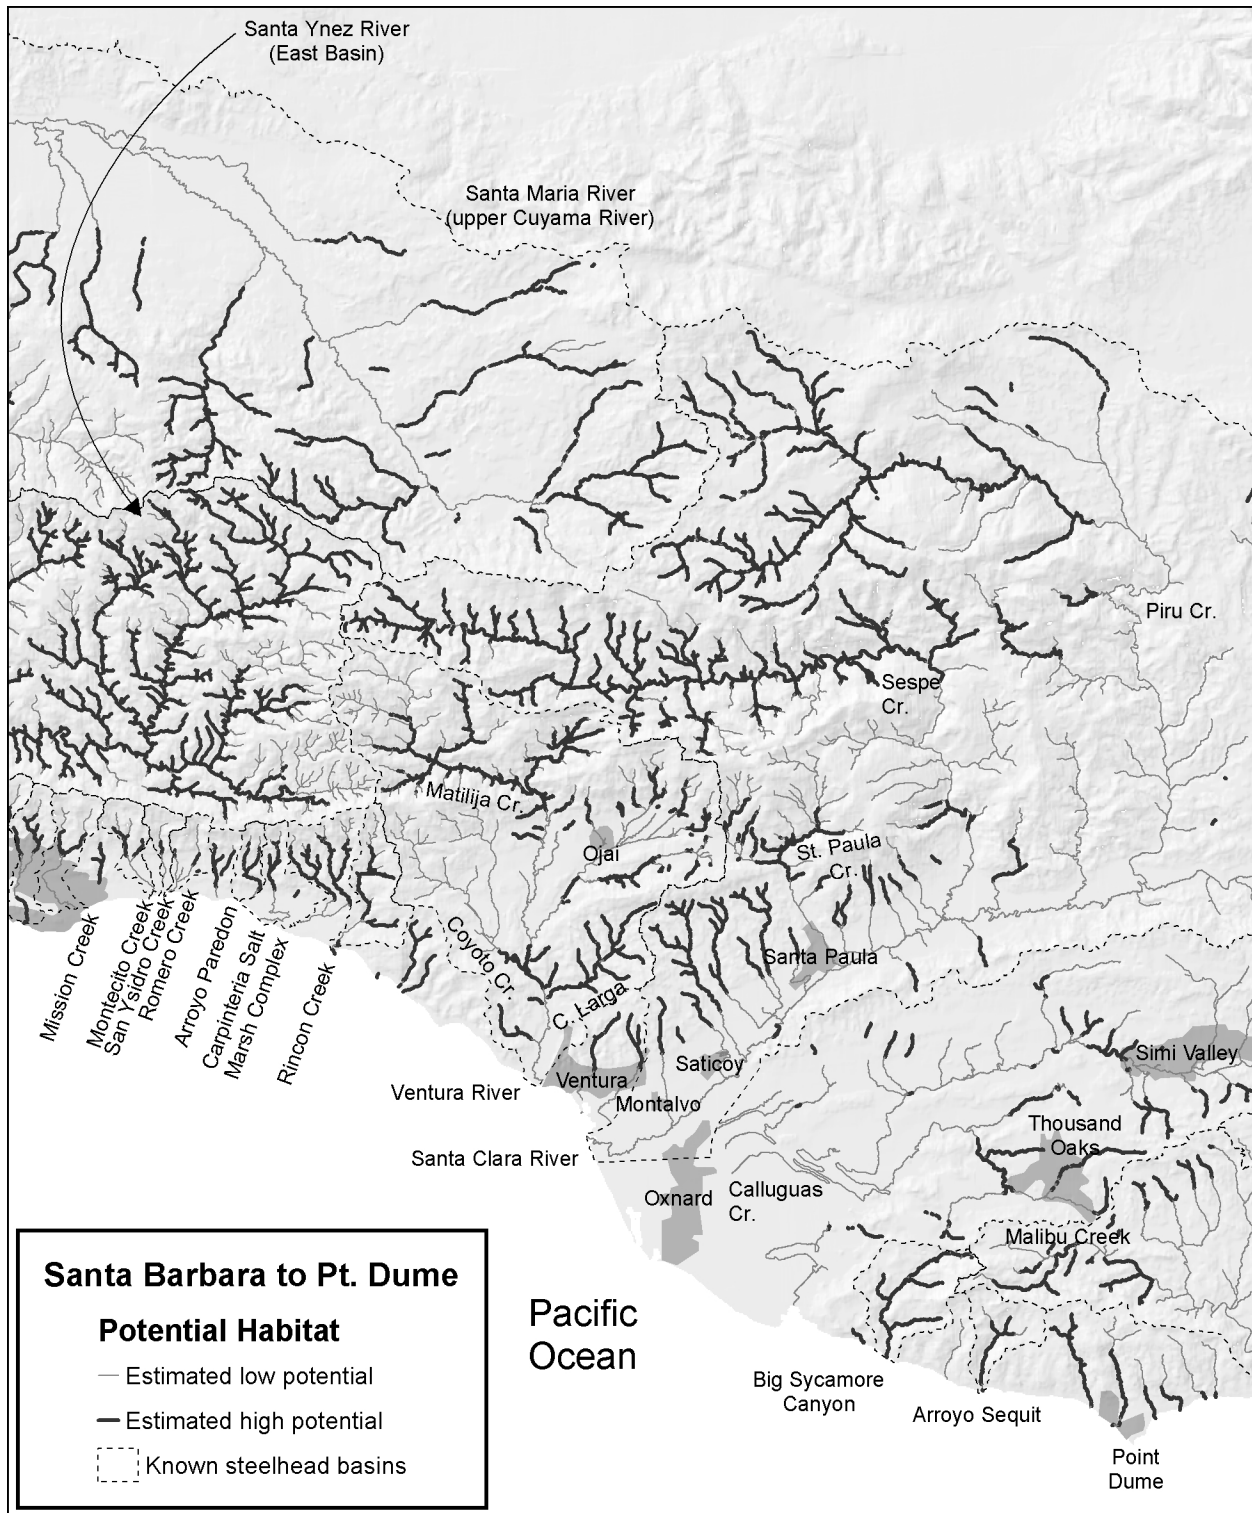 Santa Ynez River
(East Basin)
Santa Maria River
(upper Cuyama River)
Piru Cr.
Sespe
Cr.
Matilija Cr.
Ojai
St. Paula
Cr.
Mission Creek
Montecito Creek
San Ysidro Creek
Romero Creek
Arroyo Paredon
Carpinteria Salt
Marsh Complex
Rincon Creek
Coyoto Cr.
C. Larga
Santa Paula
Simi Valley
Saticoy
Ventura
Montalvo
Ventura River
Thousand
Oaks
Santa Clara River
Oxnard
Calluguas
Cr.
Malibu Creek
Santa Barbara to Pt. Dume
Potential Habitat
Estimated low potential
Estimated high potential
Known steelhead basins
Pacific
Ocean
Big Sycamore
Canyon
Arroyo Sequit
Point
Dume